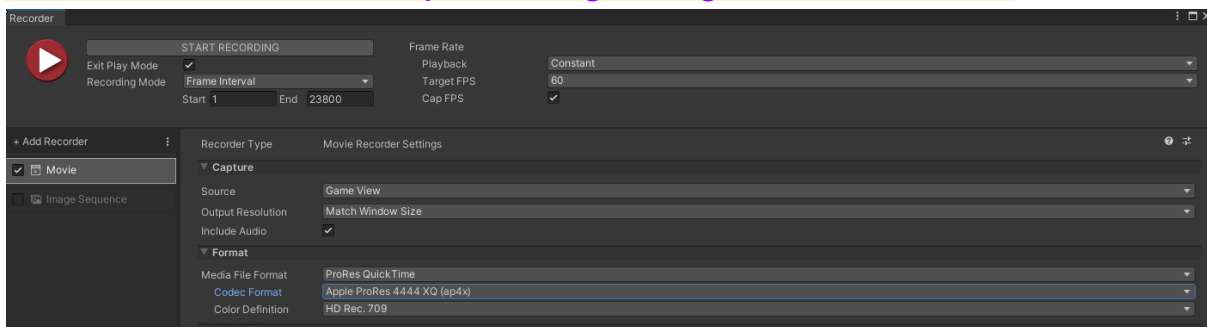 Recorder
START RECORDING
Exit Play Mode
Recording Mode Frame Interval
Start 1 End 23800
Frame Rate
Playback Constant
Target FPS 60
Cap FPS
+ Add Recorder
Movie
Image Sequence
Recorder Type Movie Recorder Settings
Capture
Source Game View
Output Resolution Match Window Size
Include Audio
Format
Media File Format ProRes QuickTime
Codec Format Apple ProRes 4444 XQ (ap4x)
Color Definition HD Rec. 709